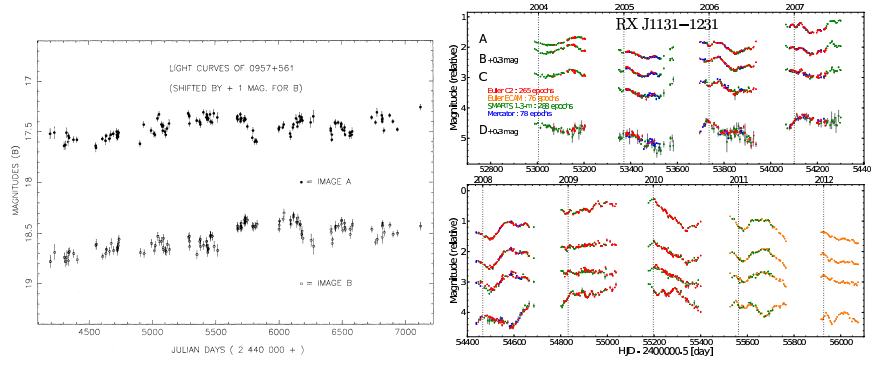 LIGHT CURVES OF 0957+561
(SHIFTED BY + 1 MAG. FOR B)
17
17.5
18
18.5
19
MAGNITUDES (B)
= IMAGE A
= IMAGE B
4500
5000
5500
6000
6500
7000
JULIAN DAYS ( 2 440 000 + )
2004
2005
2006
2007
RX J1131−1231
A
B +0.3mag
C
Euler C2 : 265 epochs
Euler ECAM : 76 epochs
SMARTS 1.3-m : 288 epochs
Mercator : 78 epochs
D +0.3mag
Magnitude (relative)
1
2
3
4
5
52800
53000
53200
53400
53600
53800
54000
54200
5440
2008
2009
2010
2011
2012
Magnitude (relative)
0
1
2
3
4
54400
54600
54800
55000
55200
55400
55600
55800
56000
HJD - 2400000.5 [day]